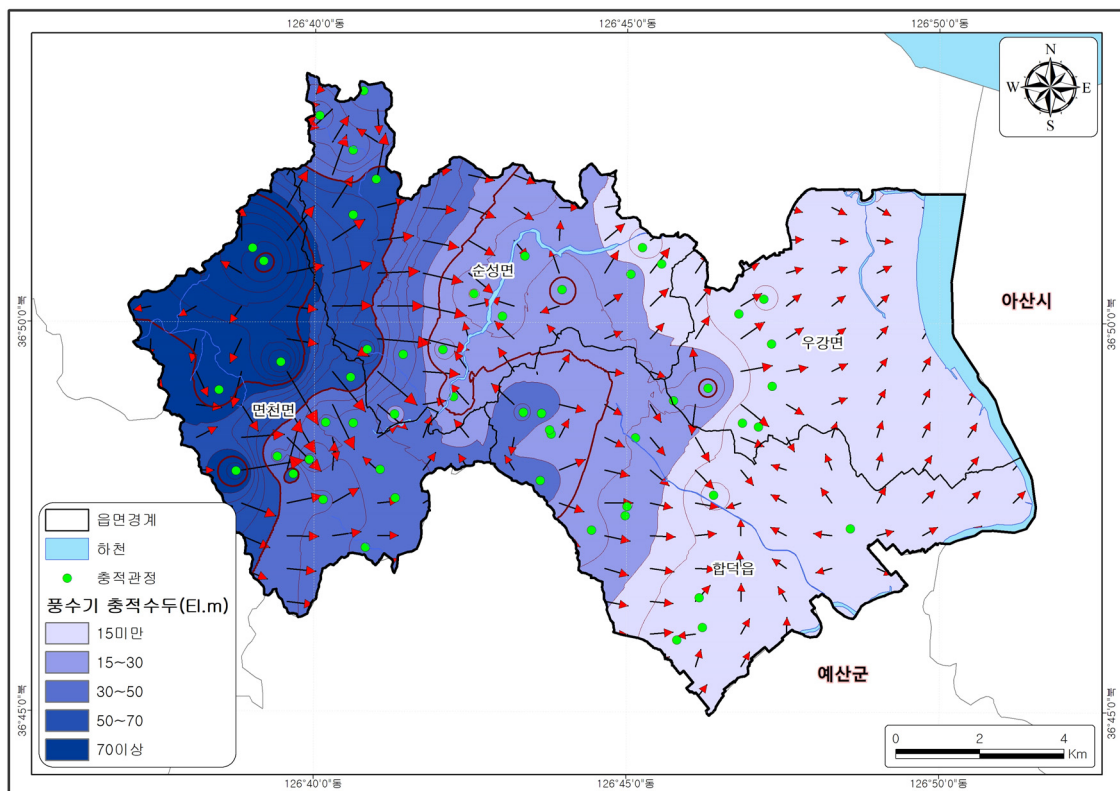 126°40'0"동
126°45'0"동
126°50'0"동
N
W
E
S
36°50'0"북
36°50'0"북
순성면
아산시
우강면
면천면
합덕읍
예산군
읍면경계
하천
충적관정
풍수기 충적수두(El.m)
15미만
15~30
30~50
50~70
70이상
36°45'0"북
36°45'0"북
0
2
4
Km
126°40'0"동
126°45'0"동
126°50'0"동